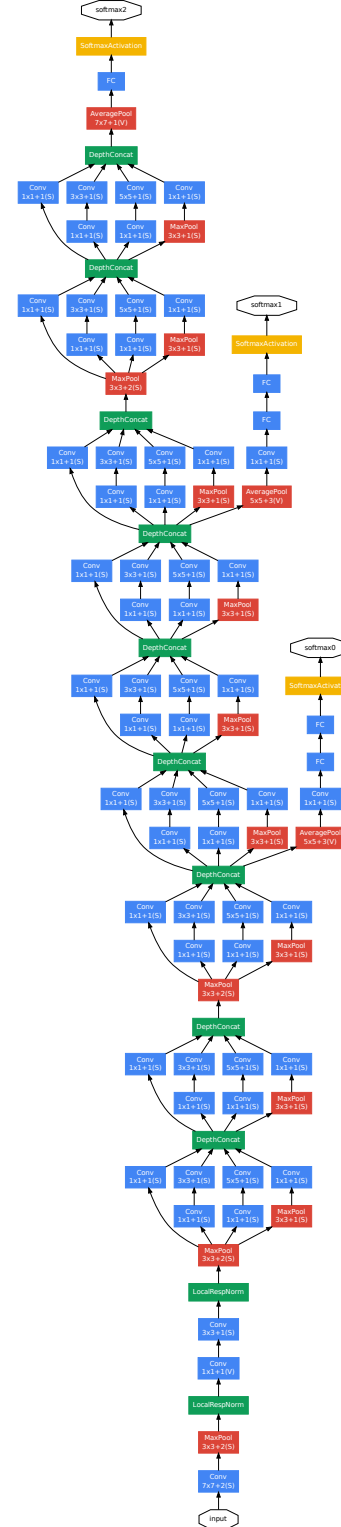 softmax2
SoftmaxActivation
FC
AveragePool
7x7+1(V)
DepthConcat
Conv
1x1+1(S)
Conv
3x3+1(S)
Conv
5x5+1(S)
Conv
1x1+1(S)
Conv
1x1+1(S)
Conv
1x1+1(S)
MaxPool
3x3+1(S)
DepthConcat
Conv
1x1+1(S)
Conv
3x3+1(S)
Conv
5x5+1(S)
Conv
1x1+1(S)
softmax1
Conv
1x1+1(S)
Conv
1x1+1(S)
MaxPool
3x3+1(S)
SoftmaxActivation
MaxPool
3x3+2(S)
FC
DepthConcat
FC
Conv
1x1+1(S)
Conv
3x3+1(S)
Conv
5x5+1(S)
Conv
1x1+1(S)
Conv
1x1+1(S)
Conv
1x1+1(S)
Conv
1x1+1(S)
MaxPool
3x3+1(S)
AveragePool
5x5+3(V)
DepthConcat
Conv
1x1+1(S)
Conv
3x3+1(S)
Conv
5x5+1(S)
Conv
1x1+1(S)
Conv
1x1+1(S)
Conv
1x1+1(S)
MaxPool
3x3+1(S)
DepthConcat
softmax0
Conv
1x1+1(S)
Conv
3x3+1(S)
Conv
5x5+1(S)
Conv
1x1+1(S)
SoftmaxActivat
Conv
1x1+1(S)
Conv
1x1+1(S)
MaxPool
3x3+1(S)
FC
DepthConcat
FC
Conv
1x1+1(S)
Conv
3x3+1(S)
Conv
5x5+1(S)
Conv
1x1+1(S)
Conv
1x1+1(S)
Conv
1x1+1(S)
Conv
1x1+1(S)
MaxPool
3x3+1(S)
AveragePool
5x5+3(V)
DepthConcat
Conv
1x1+1(S)
Conv
3x3+1(S)
Conv
5x5+1(S)
Conv
1x1+1(S)
Conv
1x1+1(S)
Conv
1x1+1(S)
MaxPool
3x3+1(S)
MaxPool
3x3+2(S)
DepthConcat
Conv
1x1+1(S)
Conv
3x3+1(S)
Conv
5x5+1(S)
Conv
1x1+1(S)
Conv
1x1+1(S)
Conv
1x1+1(S)
MaxPool
3x3+1(S)
DepthConcat
Conv
1x1+1(S)
Conv
3x3+1(S)
Conv
5x5+1(S)
Conv
1x1+1(S)
Conv
1x1+1(S)
Conv
1x1+1(S)
MaxPool
3x3+1(S)
MaxPool
3x3+2(S)
LocalRespNorm
Conv
3x3+1(S)
Conv
1x1+1(V)
LocalRespNorm
MaxPool
3x3+2(S)
Conv
7x7+2(S)
input